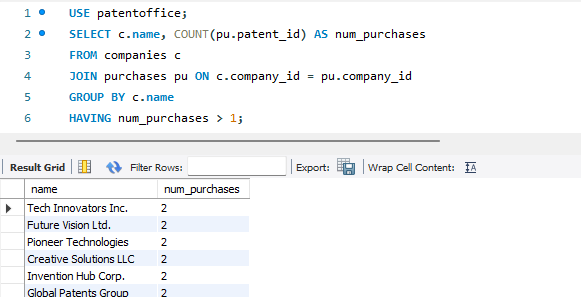 1 USE patentoffice;
2 SELECT c.name, COUNT(pu.patent_id) AS num_purchases
3 FROM companies c
4 JOIN purchases pu ON c.company_id = pu.company_id
5 GROUP BY c.name
6 HAVING num_purchases > 1;
Result Grid Filter Rows: Export: Wrap Cell Content: IA
name num_purchases
Tech Innovators Inc. 2
Future Vision Ltd. 2
Pioneer Technologies 2
Creative Solutions LLC 2
Invention Hub Corp. 2
Global Patents Group 2